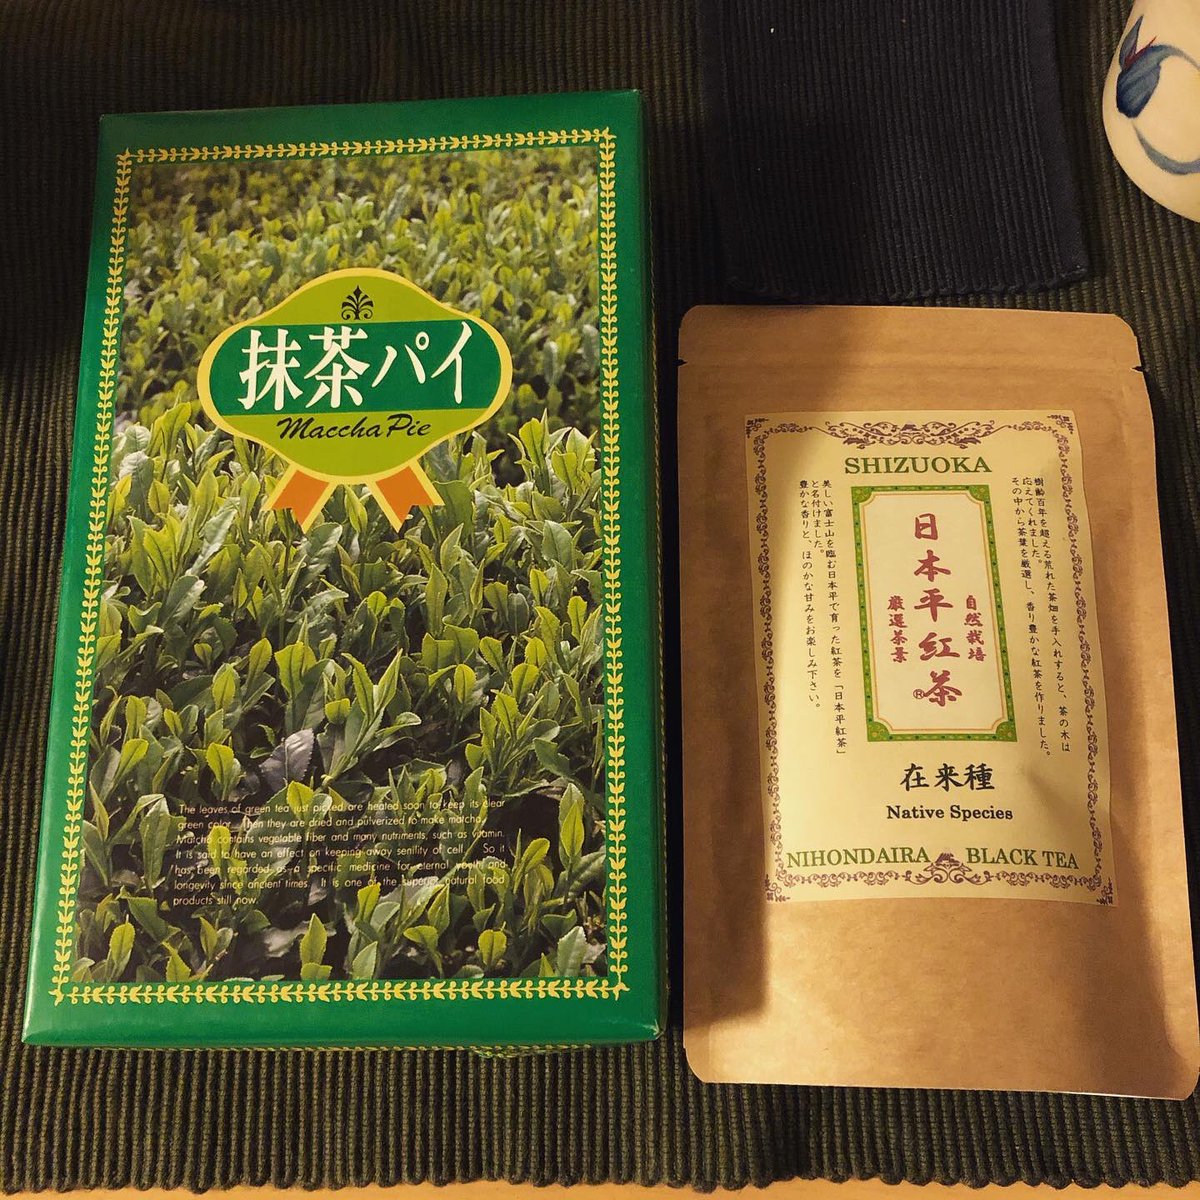 抹茶パイ
Maccha Pie
The leaves of green tea just picked are heated soon to keep its clear
green color. Then they are dried and pulverized to make matcha.
Matcha contains vegetable fiber and many nutriments, such as vitamin.
It is said to have an effect on keeping away senility of cell. So it
has been regarded as a specific medicine for eternal youth and
longevity since ancient times. It is one of the superb natural food
products still now.
SHIZUOKA
樹齢百年を超える荒れた茶畑を手入れすると、茶の木は
応えてくれました。
その中から茶葉を厳選し、香り豊かな紅茶を作りました。
自然栽培
日本平紅茶®
厳選茶葉
美しい富士山を臨む日本平で育った紅茶を「日本平紅茶」
と名付けました。
豊かな香りと、ほのかな甘みをお楽しみ下さい。
在来種
Native Species
NIHONDAIRA BLACK TEA